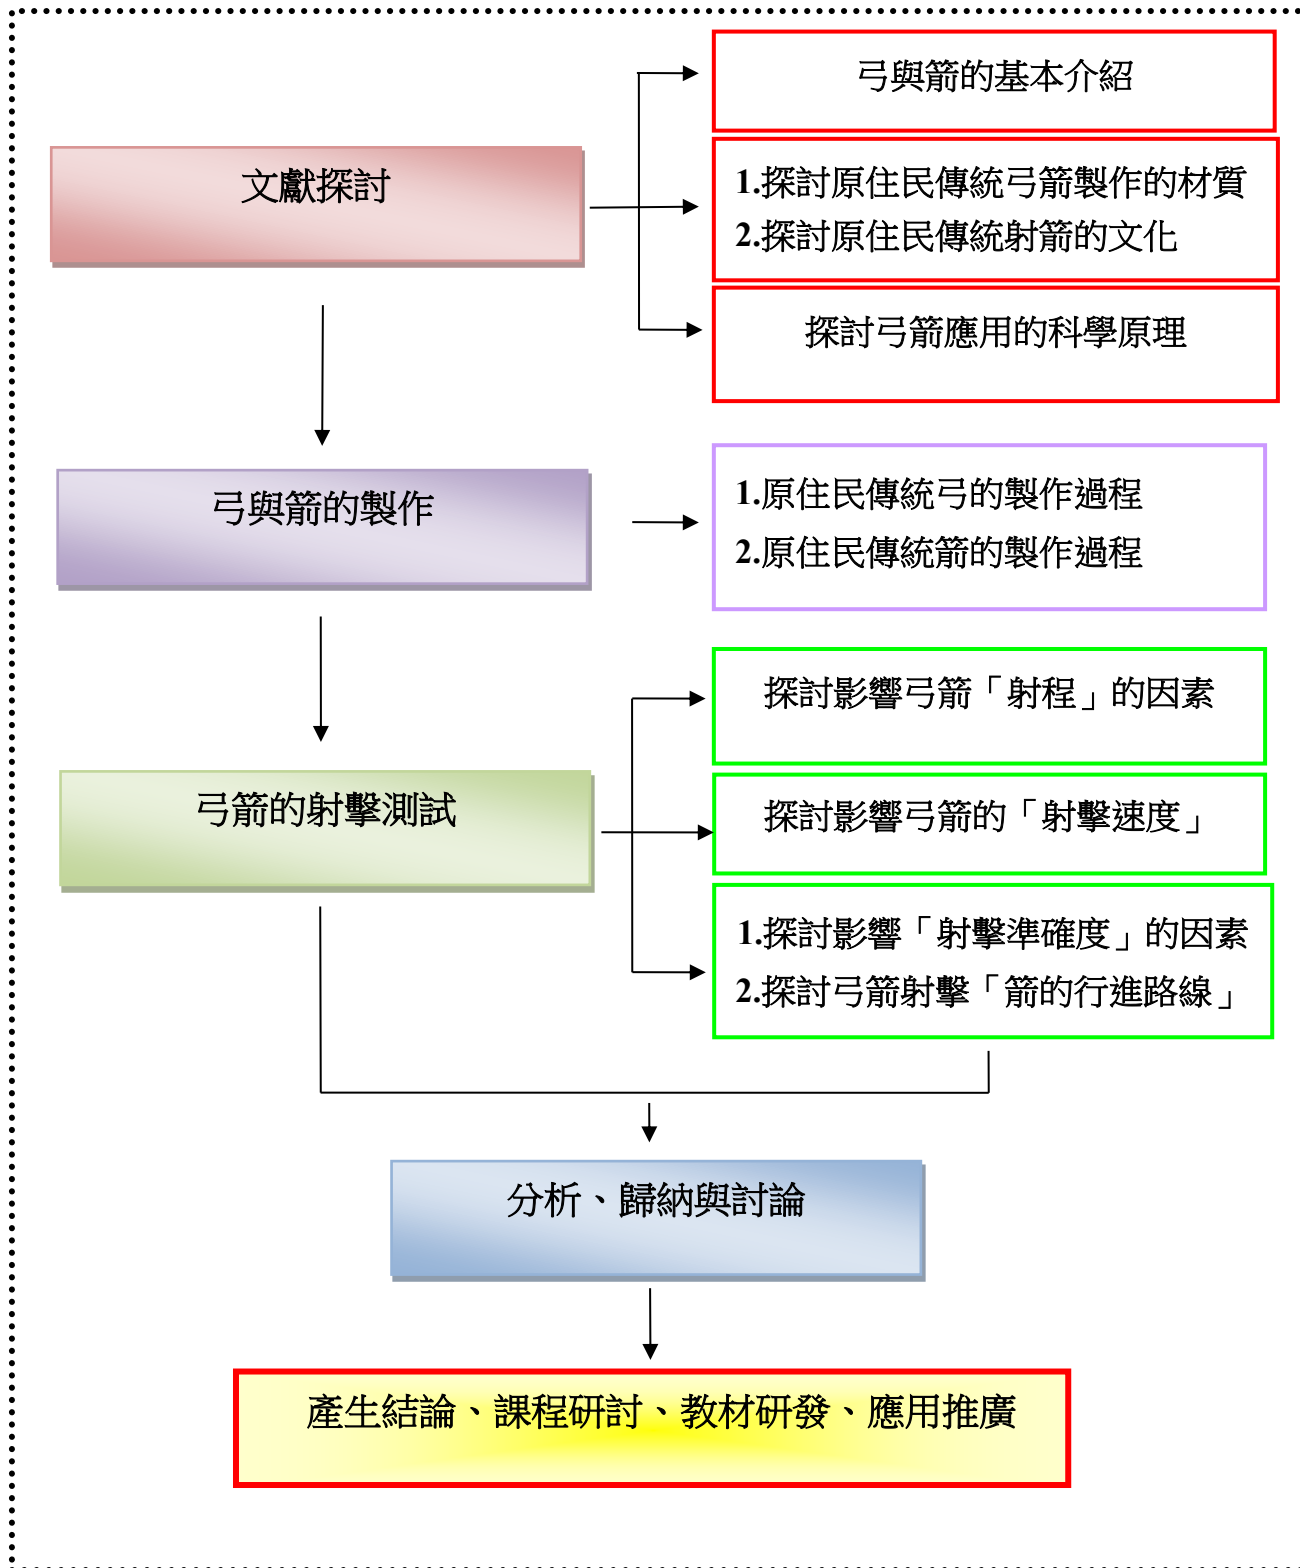 弓與箭的基本介紹
文獻探討
1.探討原住民傳統弓箭製作的材質
2.探討原住民傳統射箭的文化
探討弓箭應用的科學原理
弓與箭的製作
1.原住民傳統弓的製作過程
2.原住民傳統箭的製作過程
探討影響弓箭「射程」的因素
弓箭的射擊測試
探討影響弓箭的「射擊速度」
1.探討影響「射擊準確度」的因素
2.探討弓箭射擊「箭的行進路線」
分析、歸納與討論
產生結論、課程研討、教材研發、應用推廣